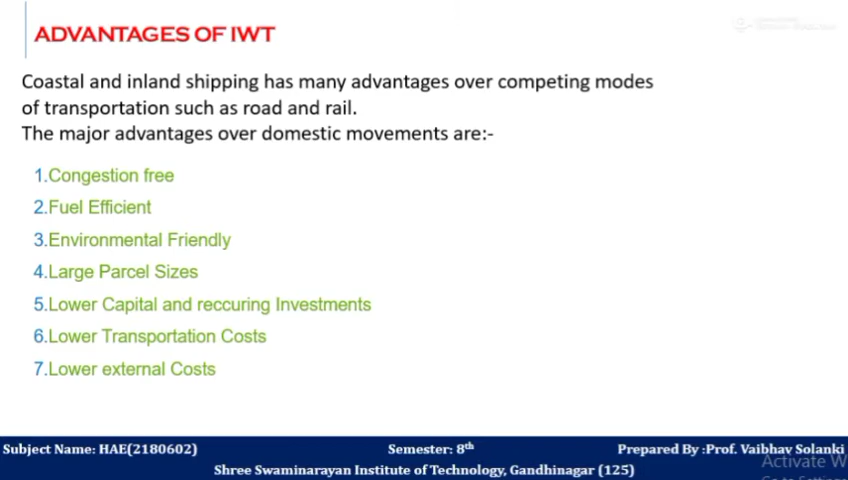 ADVANTAGES OF IWT
Coastal and inland shipping has many advantages over competing modes
of transportation such as road and rail.
The major advantages over domestic movements are:-
1.Congestion free
2.Fuel Efficient
3.Environmental Friendly
4.Large Parcel Sizes
5.Lower Capital and reccuring Investments
6.Lower Transportation Costs
7.Lower external Costs
Subject Name: HAE(2180602) Semester: 8th Prepared By :Prof. Vaibhav Solanki
Activate W
Shree Swaminarayan Institute of Technology, Gandhinagar (125)